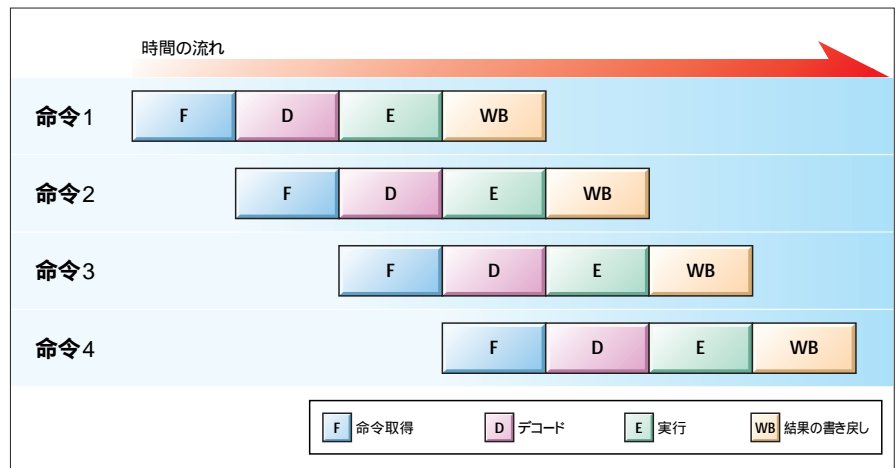 時間の流れ
命令1 F D E WB
命令2 F D E WB
命令3 F D E WB
命令4 F D E WB
F 命令取得 D デコード E 実行 WB 結果の書き戻し